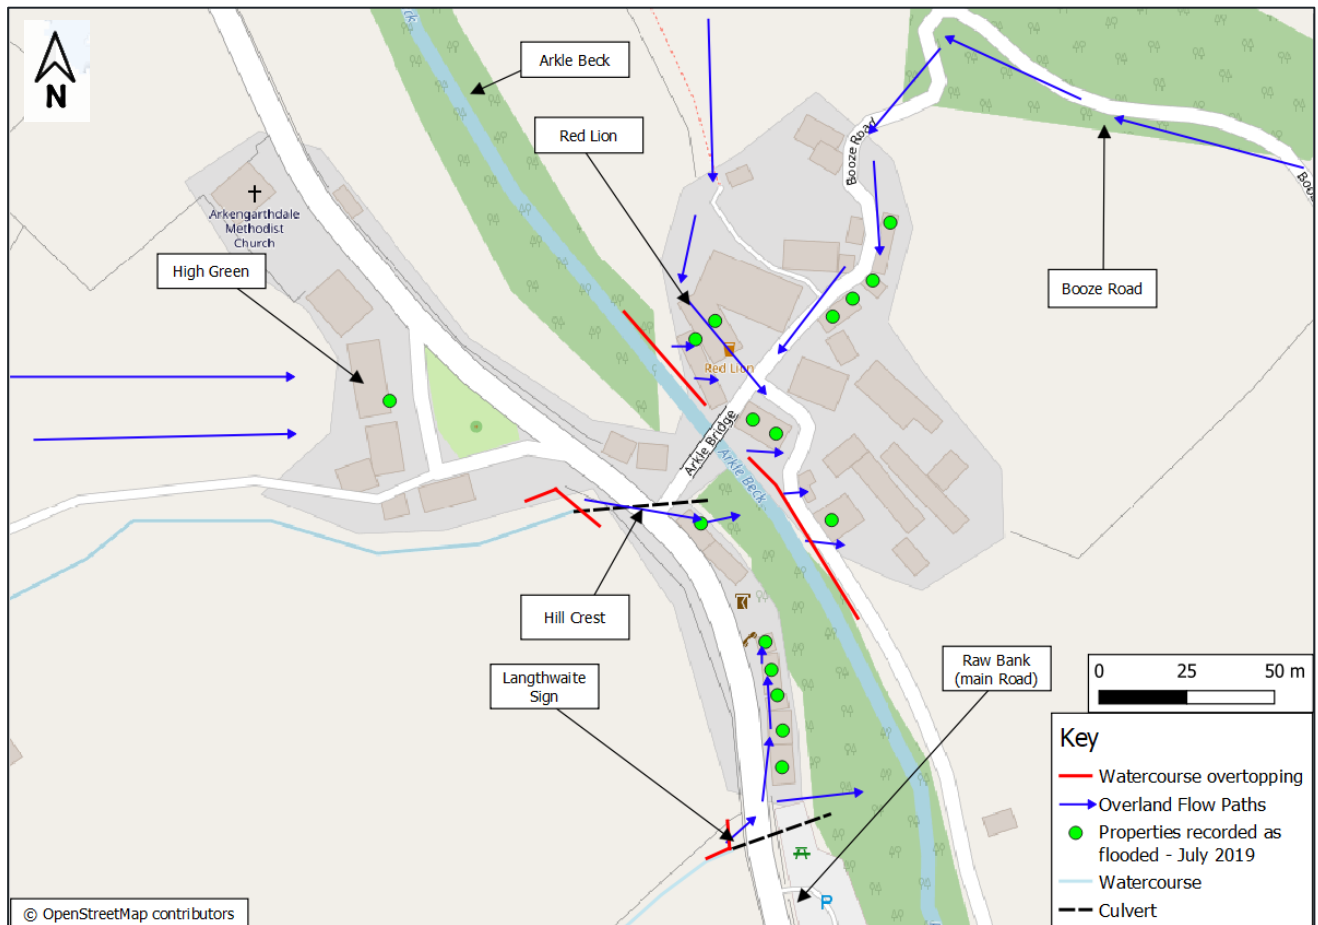 ck
N
Arkle Beck
Red Lion
Booze Road
Booze Road
Arkengarthdale
Methodist
Church
High Green
Red Lion
Arkle Bridge
Arkle Beck
Hill Crest
Langthwaite
Sign
Raw Bank
(main Road)
P
0 25 50 m
Key
Watercourse overtopping
Overland Flow Paths
Properties recorded as
flooded - July 2019
Watercourse
Culvert
© OpenStreetMap contributors